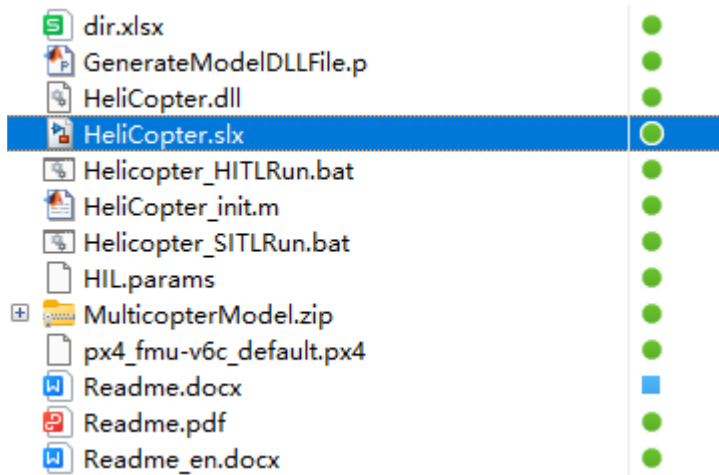 dir.xlsx
GenerateModelDLLFile.p
HeliCopter.dll
HeliCopter.slx
Helicopter_HITLRun.bat
HeliCopter_init.m
Helicopter_SITLRun.bat
HIL.params
MulticopterModel.zip
px4_fmu-v6c_default.px4
Readme.docx
Readme.pdf
Readme_en.docx